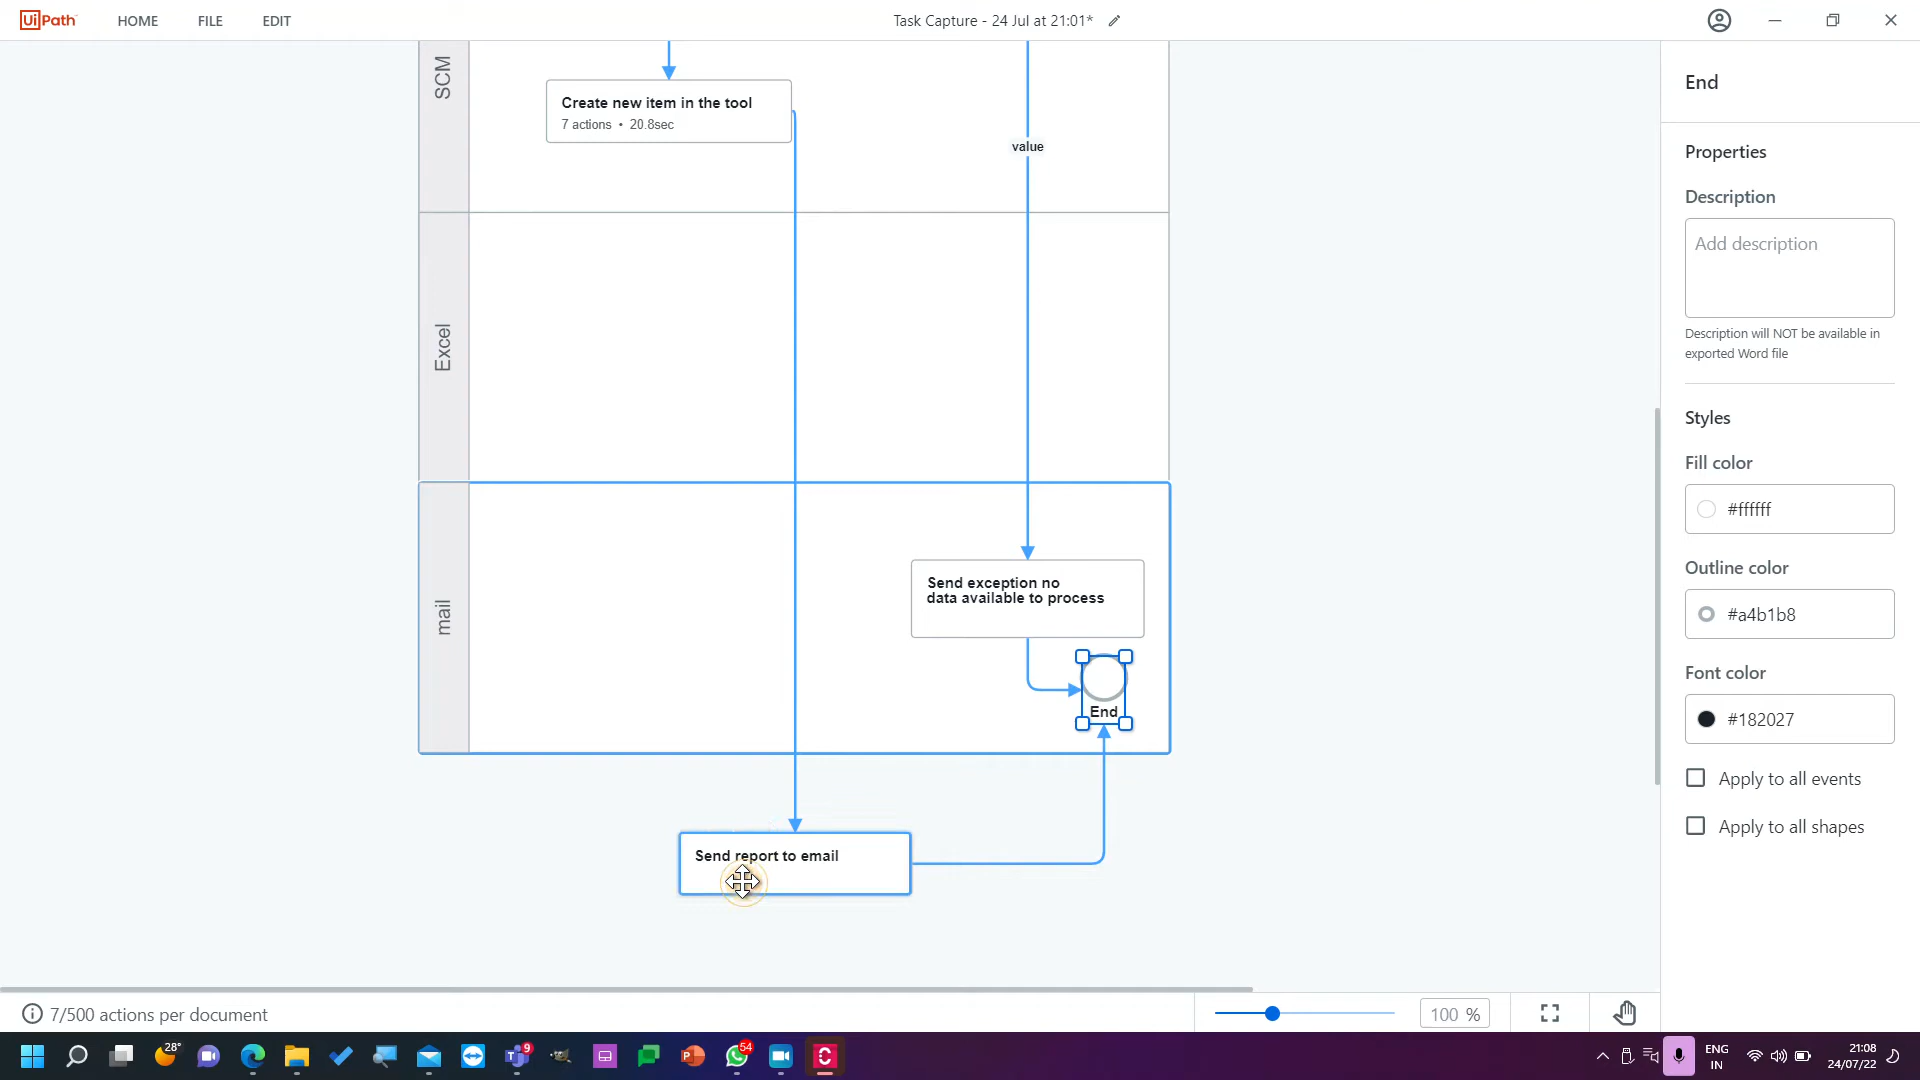 UiPath HOME FILE EDIT Task Capture - 24 Jul at 21:01*
SCM
Create new item in the tool
7 actions • 20.8sec
value
Excel
mail
Send exception no
data available to process
End
Send report to email
End
Properties
Description
Add description
Description will NOT be available in
exported Word file
Styles
Fill color
#ffffff
Outline color
#a4b1b8
Font color
#182027
Apply to all events
Apply to all shapes
7/500 actions per document
100 %
28°
9
54
ENG
IN
21:08
24/07/22